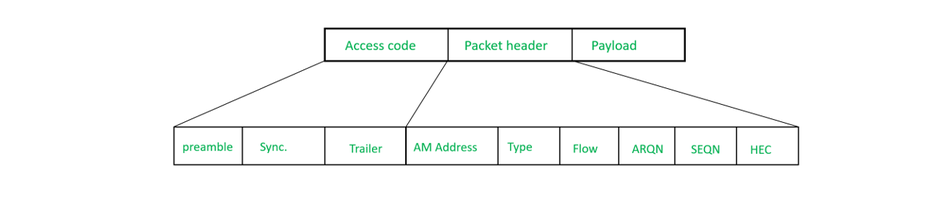 Access code Packet header Payload
preamble Sync. Trailer AM Address Type Flow ARQN SEQN HEC